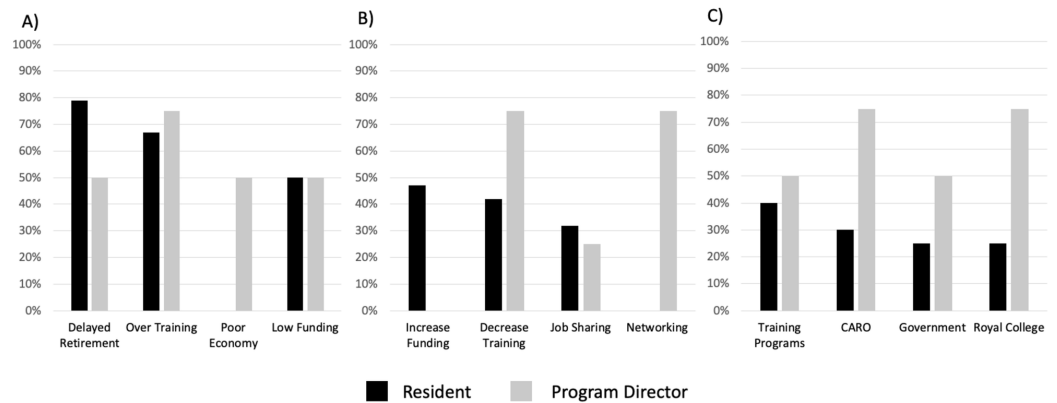 A)
100%
90%
80%
70%
60%
50%
40%
30%
20%
10%
0%
Delayed
Retirement
Over Training
Poor
Economy
Low Funding
B)
100%
90%
80%
70%
60%
50%
40%
30%
20%
10%
0%
Increase
Funding
Decrease
Training
Job Sharing
Networking
C)
100%
90%
80%
70%
60%
50%
40%
30%
20%
10%
0%
Training
Programs
CARO
Government
Royal College
Resident
Program Director